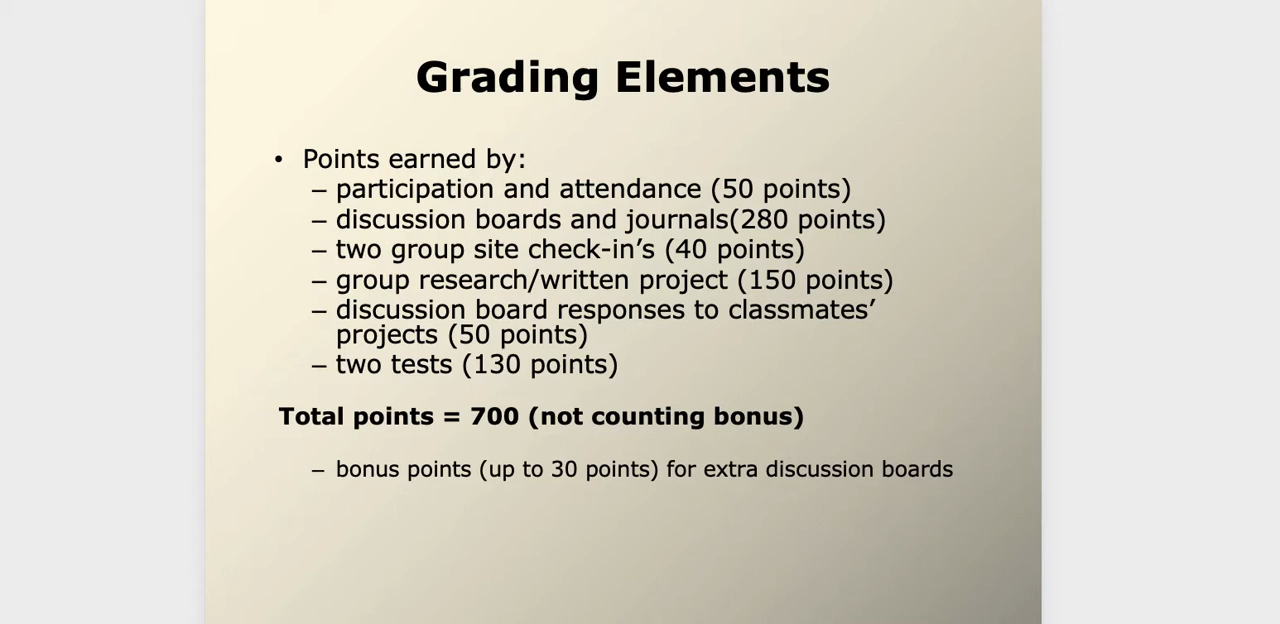 Grading Elements
• Points earned by:
– participation and attendance (50 points)
– discussion boards and journals(280 points)
– two group site check-in’s (40 points)
– group research/written project (150 points)
– discussion board responses to classmates’
projects (50 points)
– two tests (130 points)
Total points = 700 (not counting bonus)
– bonus points (up to 30 points) for extra discussion boards